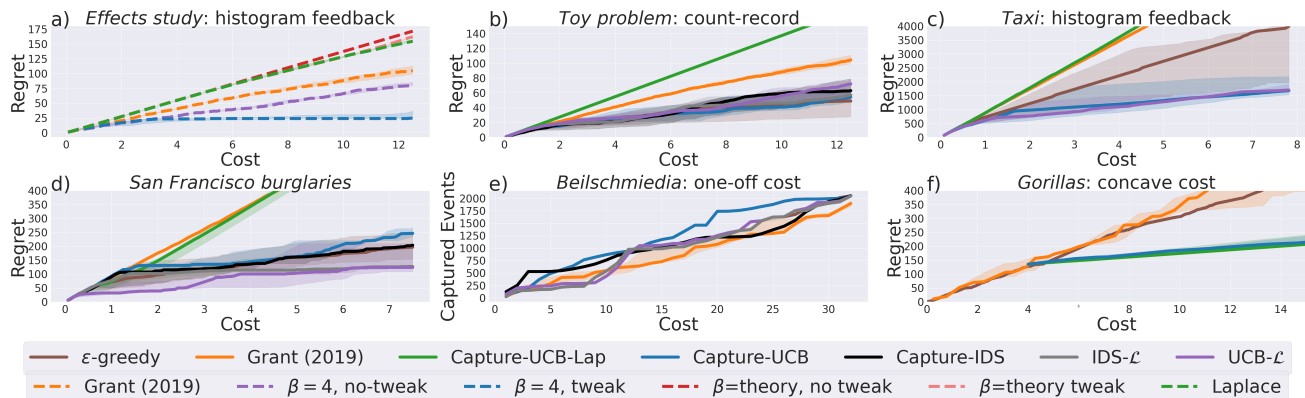 a) Effects study: histogram feedback
175
150
125
100
75
50
25
0
Regret
0 2 4 6 8 10 12
Cost
b) Toy problem: count-record
140
120
100
80
60
40
20
0
Regret
0 2 4 6 8 10 12
Cost
c) Taxi: histogram feedback
4000
3500
3000
2500
2000
1500
1000
500
0
Regret
0 1 2 3 4 5 6 7 8
Cost
d) San Francisco burglaries
400
350
300
250
200
150
100
50
0
Regret
0 1 2 3 4 5 6 7
Cost
e) Beilschmiedia: one-off cost
2000
1750
1500
1250
1000
750
500
250
0
Captured Events
0 5 10 15 20 25 30
Cost
f) Gorillas: concave cost
400
350
300
250
200
150
100
50
0
Regret
0 2 4 6 8 10 12 14
Cost
ε-greedy Grant (2019) Capture-UCB-Lap Capture-UCB Capture-IDS IDS-ℒ UCB-ℒ
Grant (2019) β = 4, no-tweak β = 4, tweak β=theory, no tweak β=theory tweak Laplace